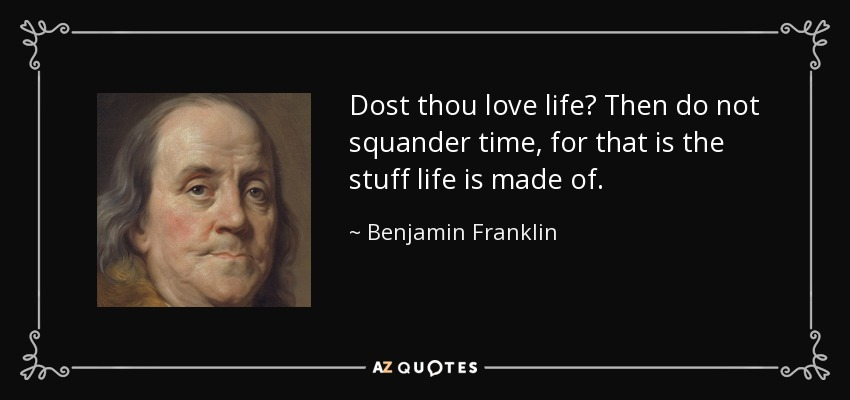 Dost thou love life? Then do not
squander time, for that is the
stuff life is made of.
~ Benjamin Franklin
AZ QUOTES